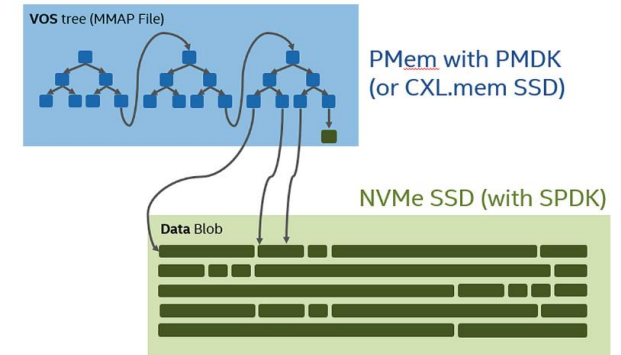 VOS tree (MMAP File)
PMem with PMDK
(or CXL.mem SSD)
NVMe SSD (with SPDK)
Data Blob